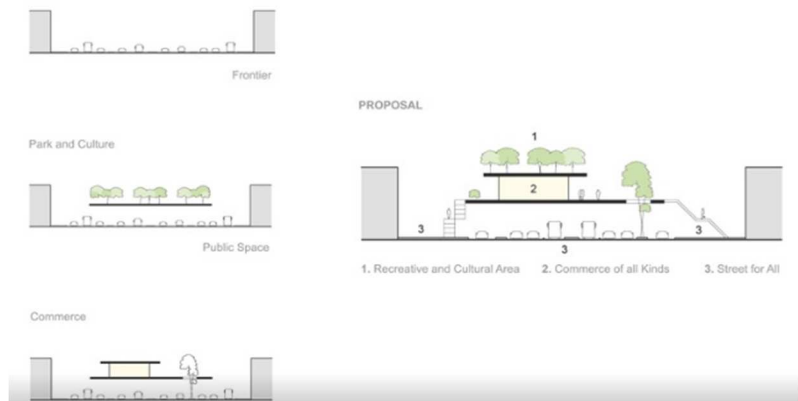 Frontier
Park and Culture
Public Space
Commerce
PROPOSAL
1
2
3
3
3
1. Recreative and Cultural Area 2. Commerce of all Kinds 3. Street for All